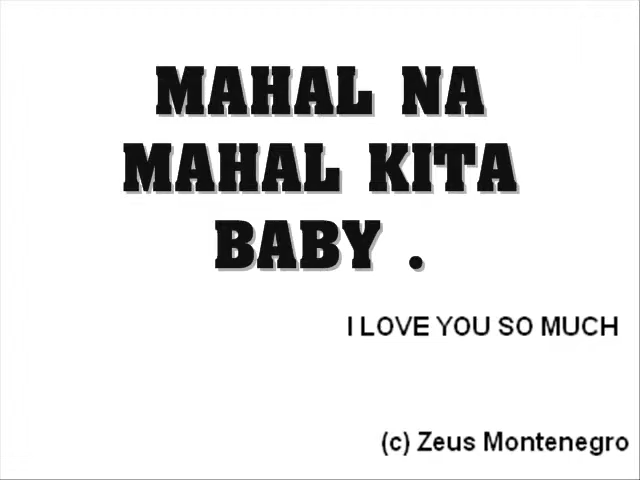 MAHAL NA
MAHAL KITA
BABY .
I LOVE YOU SO MUCH
(c) Zeus Montenegro